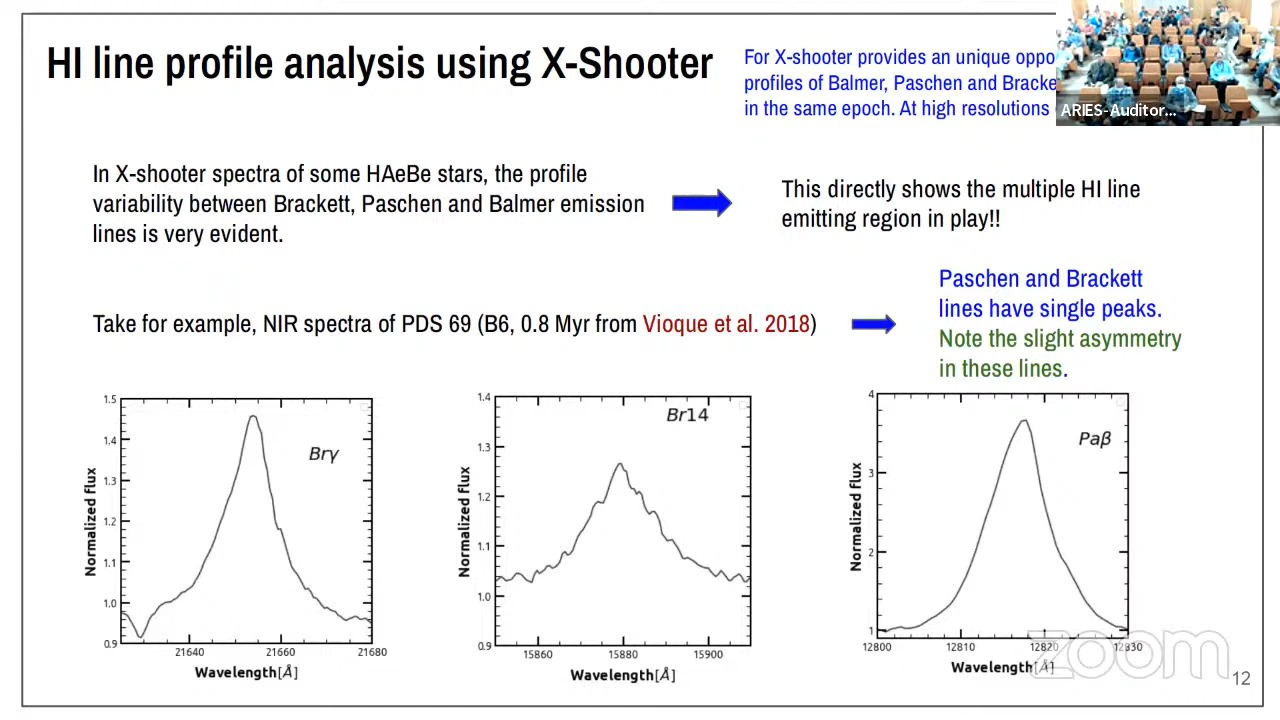 HI line profile analysis using X-Shooter
For X-shooter provides an unique
profiles of Balmer, Paschen and
in the same epoch. At high resolutions
ARIES-Auditor...
In X-shooter spectra of some HAeBe stars, the profile
variability between Brackett, Paschen and Balmer emission
lines is very evident.
This directly shows the multiple HI line
emitting region in play!!
Take for example, NIR spectra of PDS 69 (B6, 0.8 Myr from Vioque et al. 2018)
Paschen and Brackett
lines have single peaks.
Note the slight asymmetry
in these lines.
1.5
1.4
1.3
1.2
1.1
1.0
0.9
Normalized flux
Brγ
21640 21660 21680
Wavelength[Å]
1.4
1.3
1.2
1.1
1.0
0.9
Normalized flux
Br14
15860 15880 15900
Wavelength[Å]
4
3
2
1
Normalized flux
Paβ
12800 12810 12820 12830
Wavelength[Å]
zoom
12